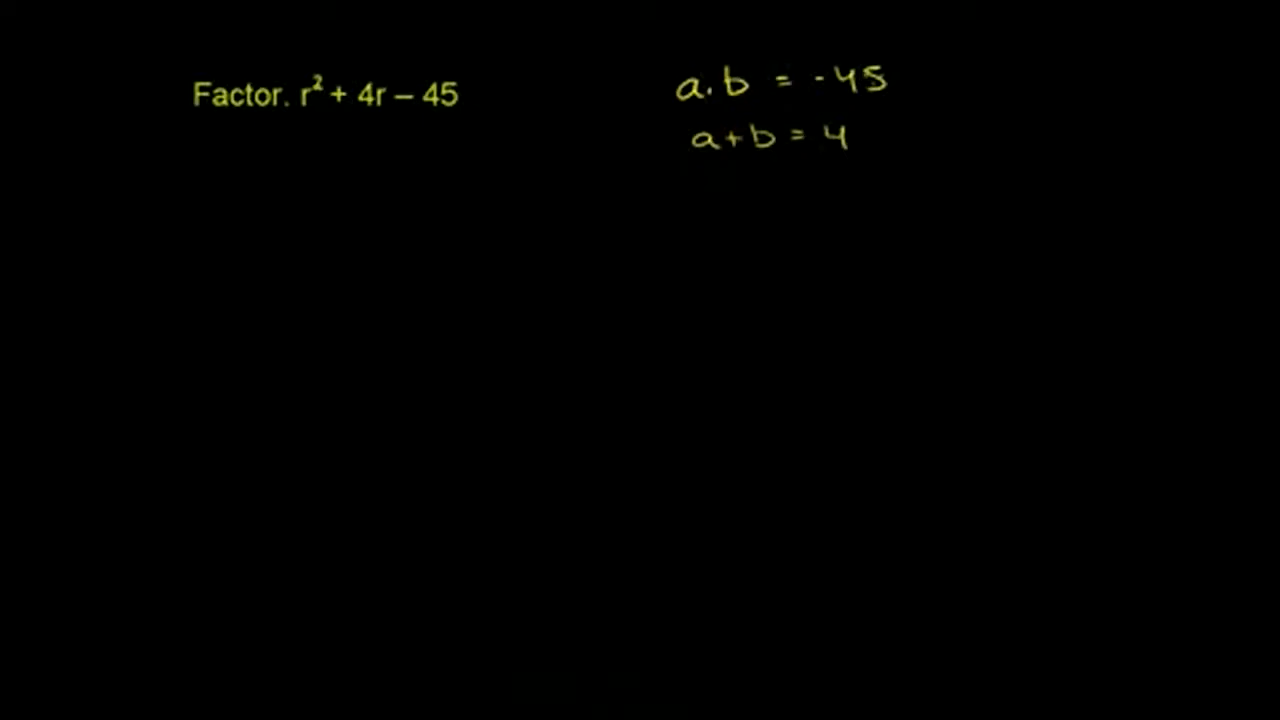 Factor. r² + 4r – 45
a.b = -45
a+b = 4